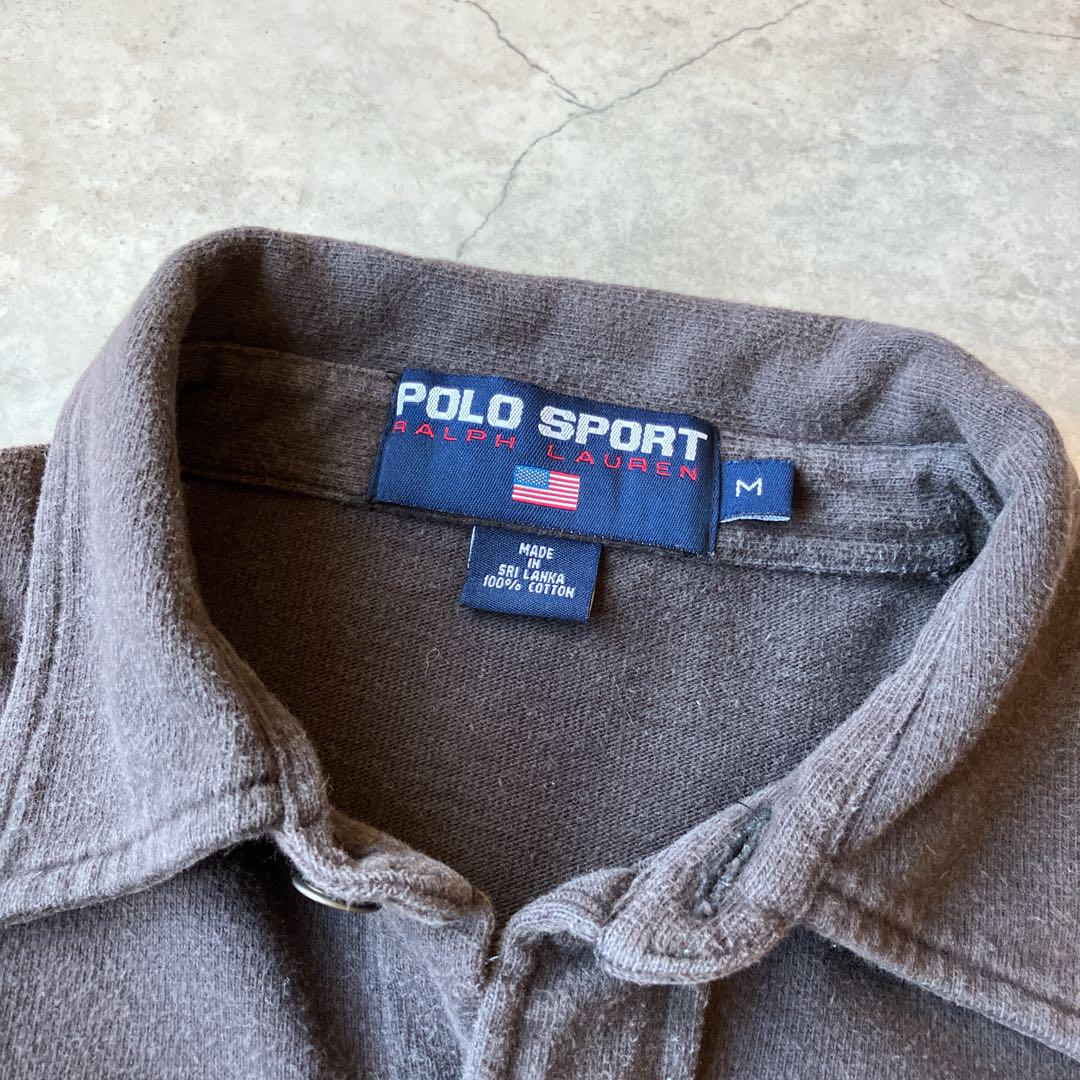 POLO SPORT
RALPH LAUREN
M
MADE
IN
SRI LANKA
100% COTTON